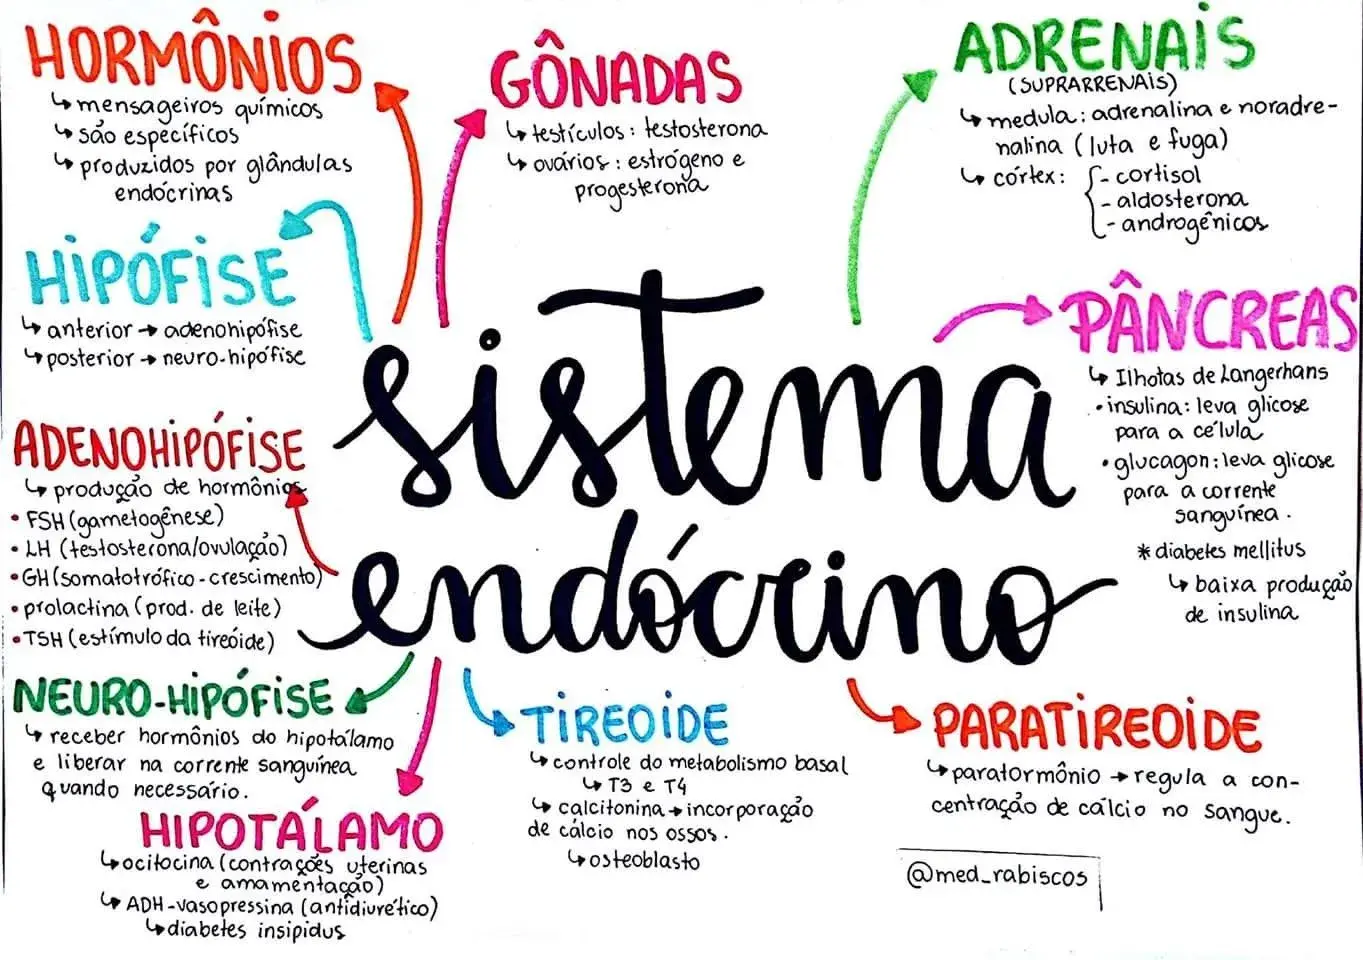 HORMÔNIOS
↳ mensageiros químicos
↳ são específicos
↳ produzidos por glândulas
endócrinas
GÔNADAS
↳ testículos: testosterona
↳ ovários: estrógeno e
progesterona
ADRENAIS
(SUPRARRENAIS)
↳ medula: adrenalina e noradre-
nalina (luta e fuga)
↳ córtex: { - cortisol
- aldosterona
- androgênicos
HIPÓFISE
↳ anterior → adenohipófise
↳ posterior → neuro-hipófise
PÂNCREAS
↳ Ilhotas de Langerhans
• insulina: leva glicose
para a célula
• glucagon: leva glicose
para a corrente
sanguínea.
* diabetes mellitus
↳ baixa produção
de insulina
sistema
endócrino
ADENOHIPÓFISE
↳ produção de hormônios
• FSH (gametogênese)
• LH (testosterona/ovulação)
• GH (somatotrófico - crescimento)
• prolactina (prod. de leite)
• TSH (estímulo da tireóide)
NEURO-HIPÓFISE
↳ receber hormônios do hipotálamo
e liberar na corrente sanguínea
quando necessário.
HIPOTÁLAMO
↳ ocitocina (contrações uterinas
e amamentação)
↳ ADH-vasopressina (antidiurético)
↳ diabetes insipidus
TIREOIDE
↳ controle do metabolismo basal
↳ T3 e T4
↳ calcitonina → incorporação
de cálcio nos ossos.
↳ osteoblasto
PARATIREOIDE
↳ paratormônio → regula a con-
centração de cálcio no sangue.
@med_rabiscos